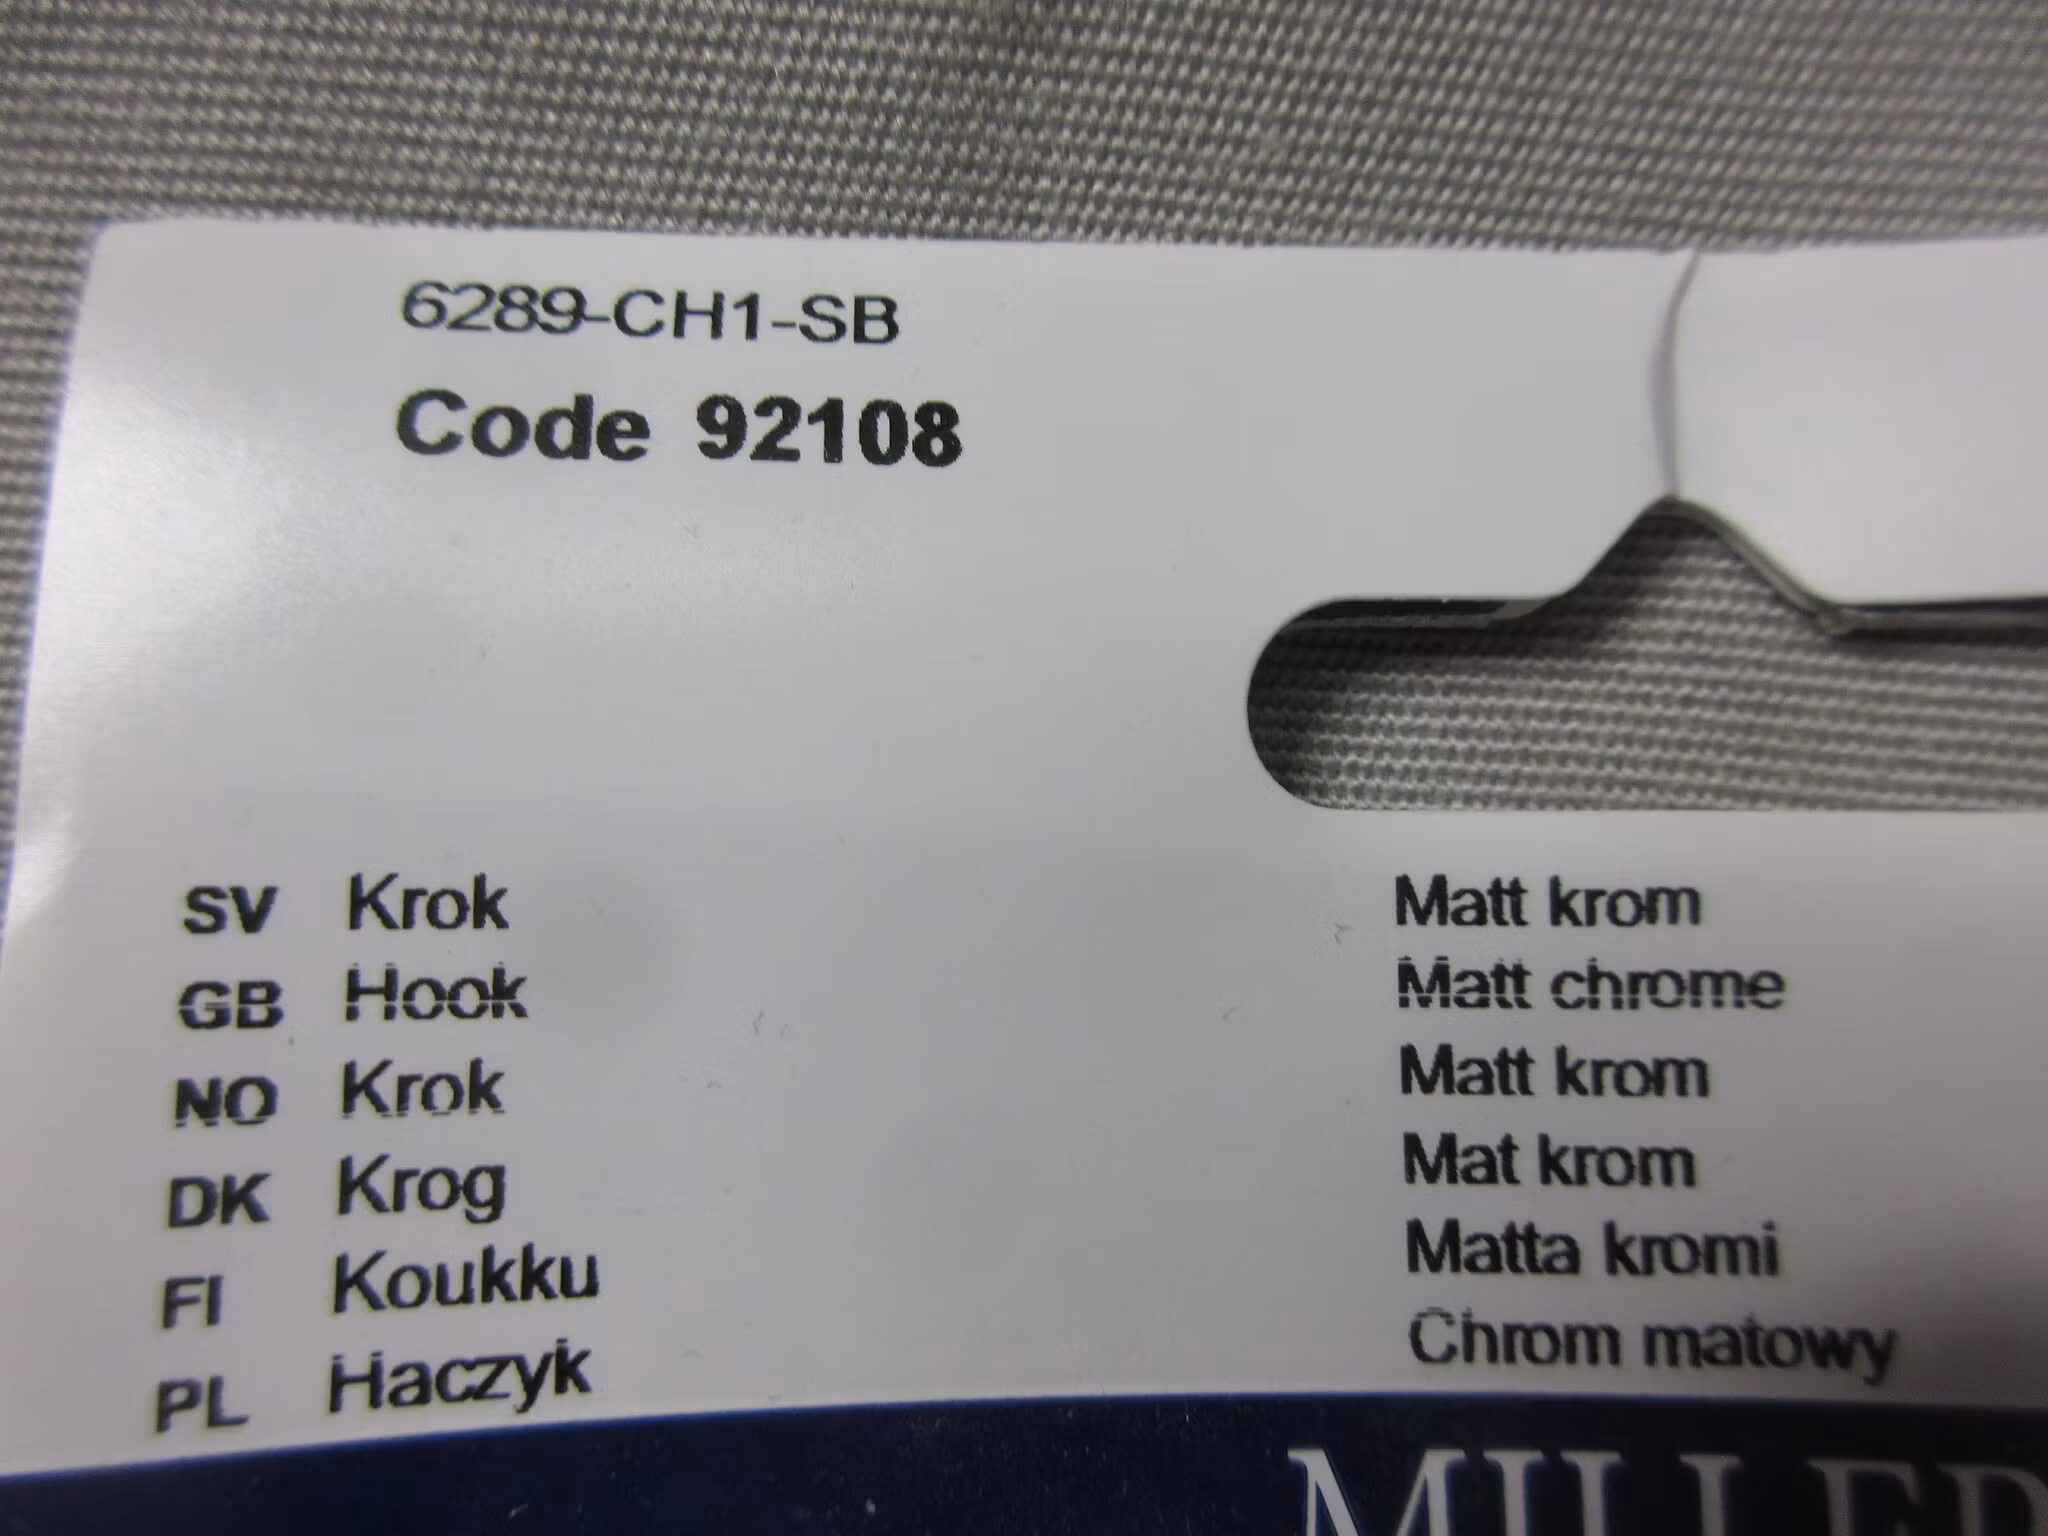 6289-CH1-SB
Code 92108
SV Krok Matt krom
GB Hook Matt chrome
NO Krok Matt krom
DK Krog Mat krom
FI Koukku Matta kromi
PL Haczyk Chrom matowy